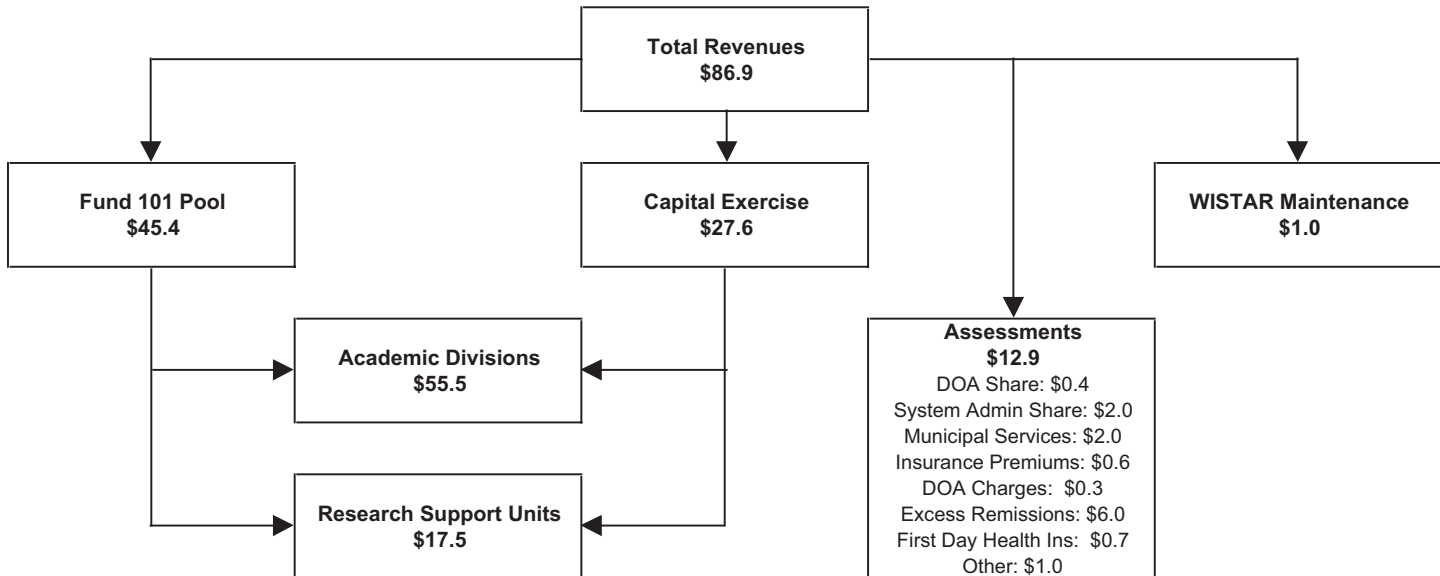 Total Revenues
$86.9
Fund 101 Pool
$45.4
Capital Exercise
$27.6
WISTAR Maintenance
$1.0
Academic Divisions
$55.5
Research Support Units
$17.5
Assessments
$12.9
DOA Share: $0.4
System Admin Share: $2.0
Municipal Services: $2.0
Insurance Premiums: $0.6
DOA Charges: $0.3
Excess Remissions: $6.0
First Day Health Ins: $0.7
Other: $1.0